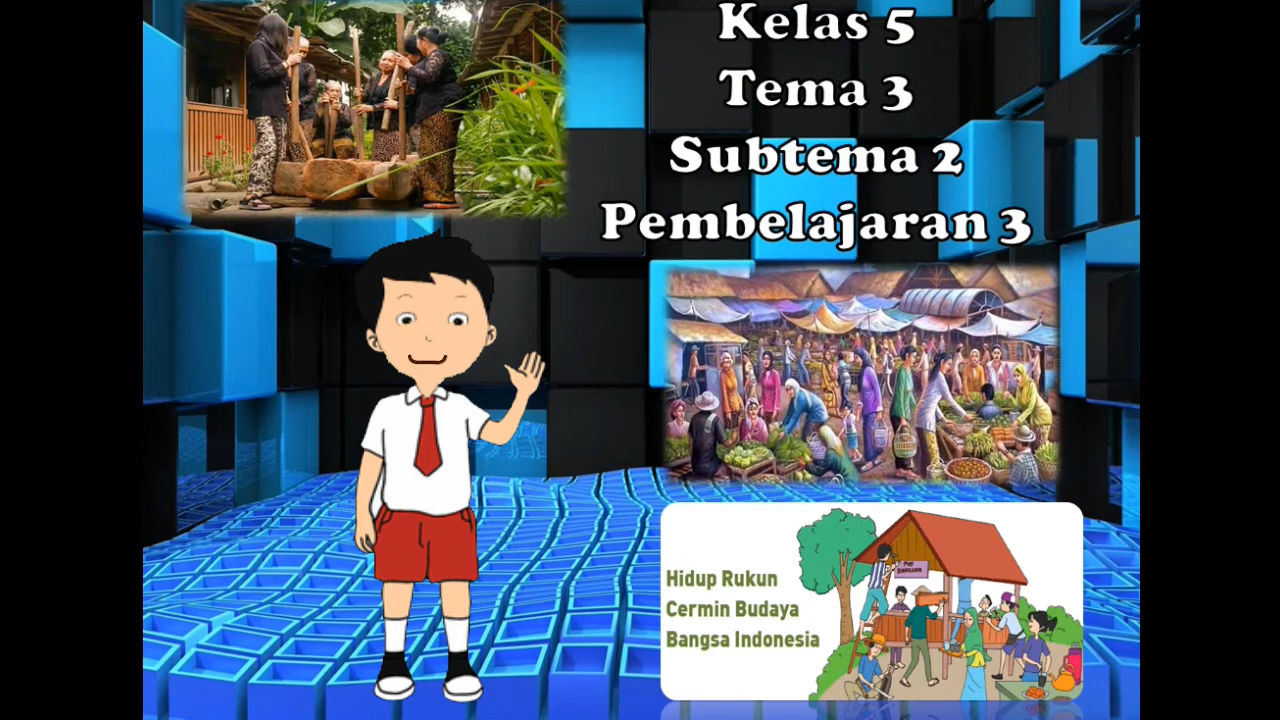 Kelas 5
Tema 3
Subtema 2
Pembelajaran 3
Hidup Rukun
Cermin Budaya
Bangsa Indonesia